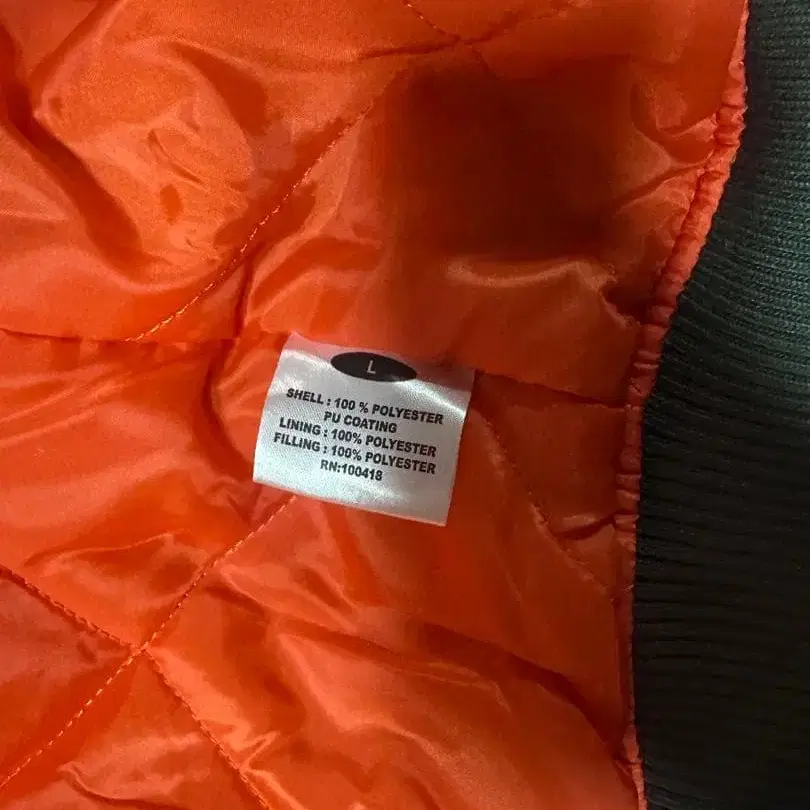 L
SHELL : 100 % POLYESTER
PU COATING
LINING : 100% POLYESTER
FILLING : 100% POLYESTER
RN:100418